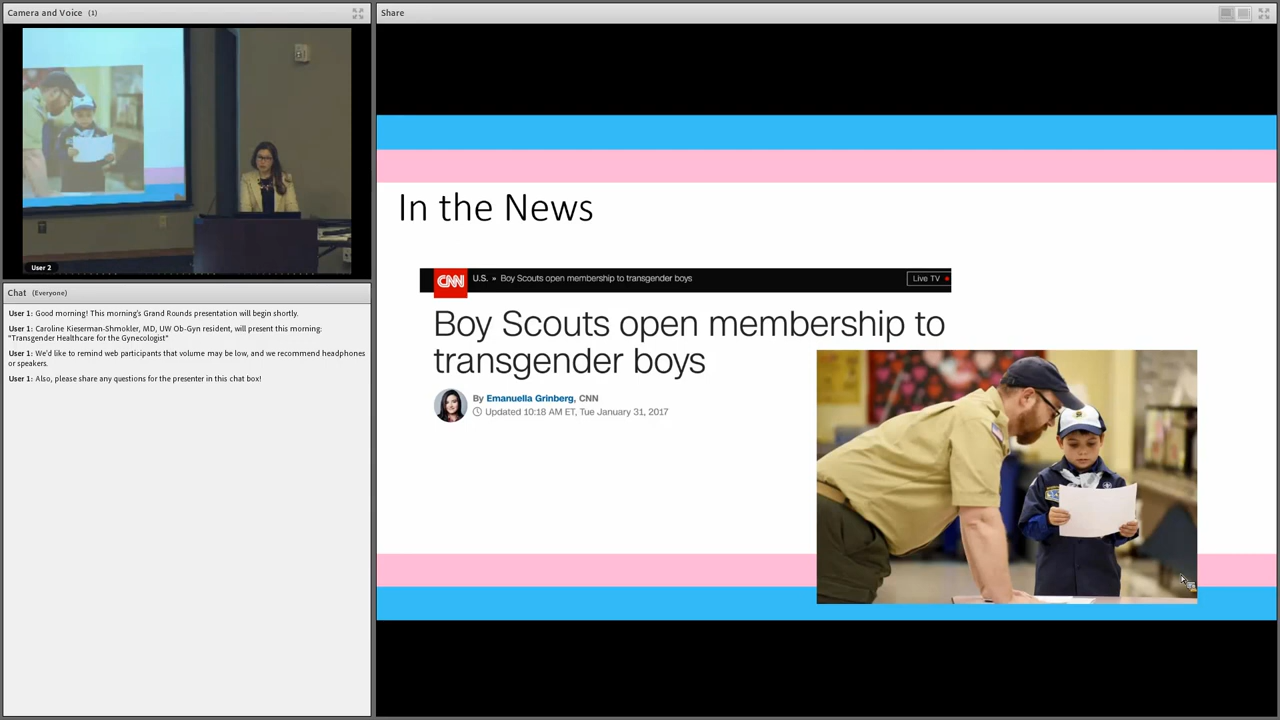 Camera and Voice (1)
User 2
Chat (Everyone)
User 1: Good morning! This morning's Grand Rounds presentation will begin shortly.
User 1: Caroline Kieserman-Shmokler, MD, UW Ob-Gyn resident, will present this morning:
"Transgender Healthcare for the Gynecologist"
User 1: We'd like to remind web participants that volume may be low, and we recommend headphones
or speakers.
User 1: Also, please share any questions for the presenter in this chat box!
Share
In the News
CNN U.S. » Boy Scouts open membership to transgender boys Live TV
Boy Scouts open membership to
transgender boys
By Emanuella Grinberg, CNN
Updated 10:18 AM ET, Tue January 31, 2017